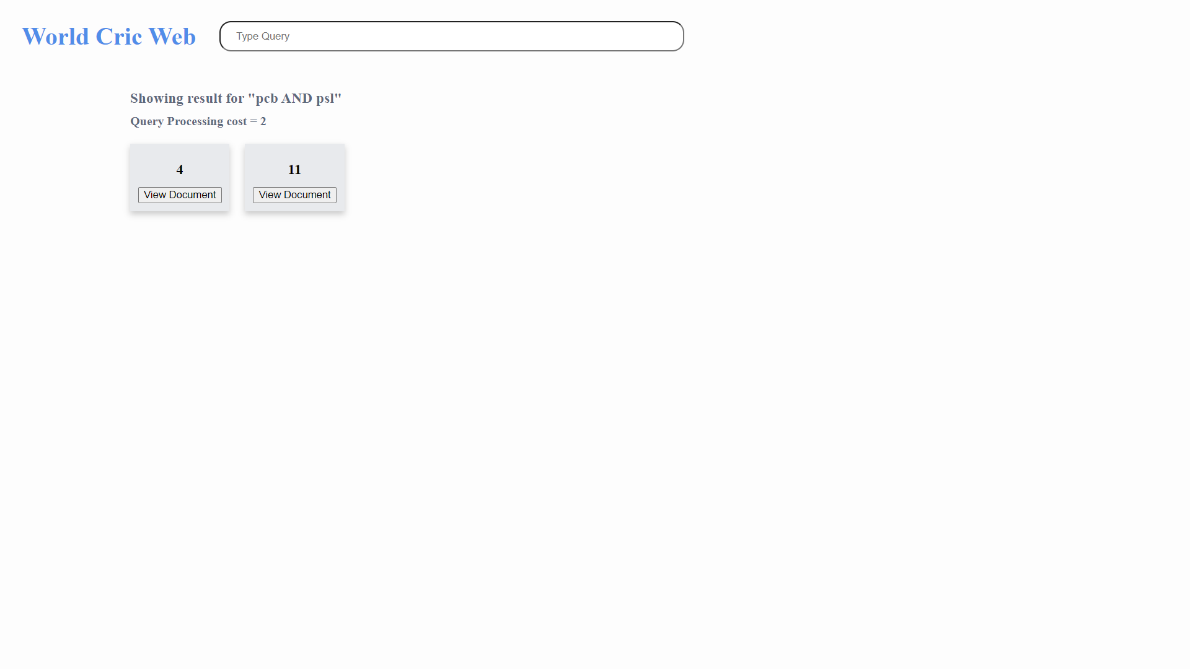 World Cric Web
Type Query
Showing result for "pcb AND psl"
Query Processing cost = 2
4
View Document
11
View Document